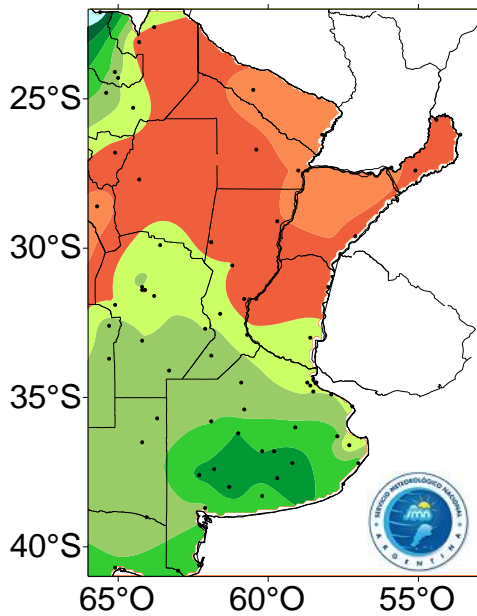 25°S
30°S
35°S
40°S
65°O
60°O
55°O
SERVICIO METEOROLÓGICO NACIONAL
smn
ARGENTINA